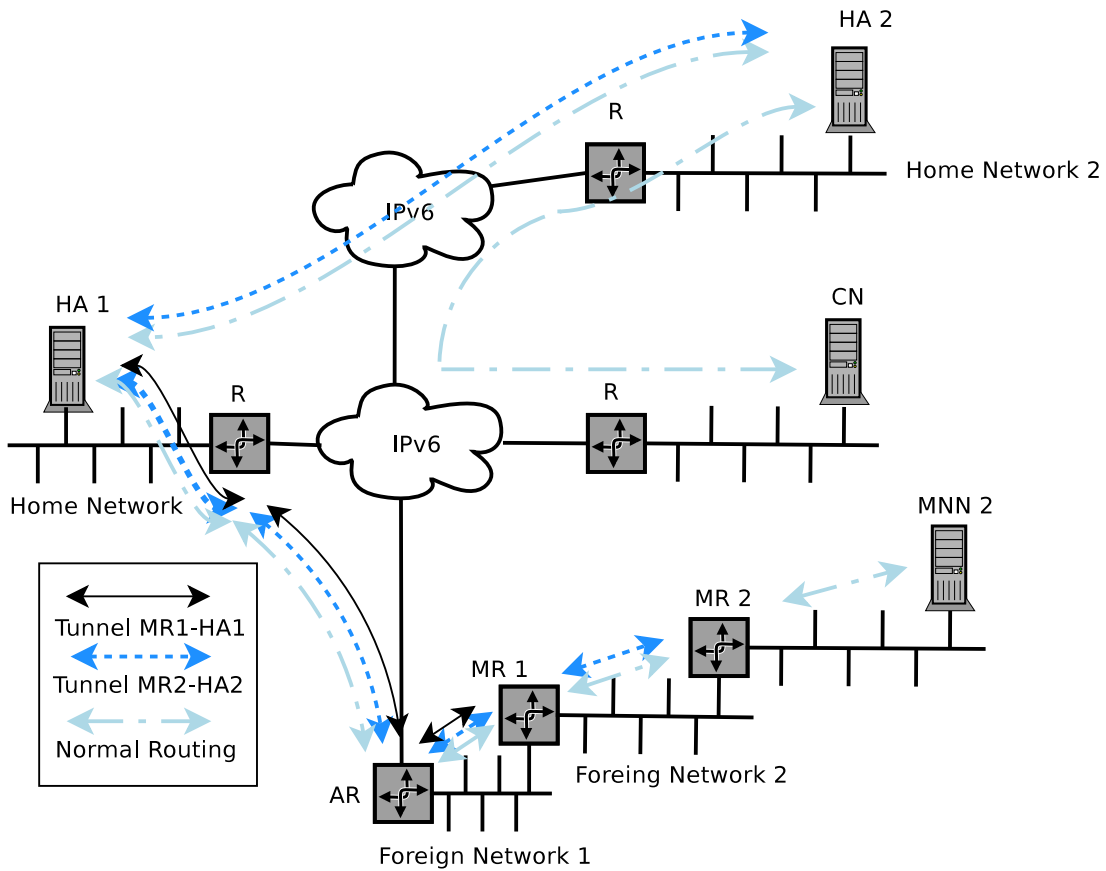 HA 2
R
Home Network 2
IPv6
HA 1
CN
R
R
IPv6
Home Network
MNN 2
MR 2
Tunnel MR1-HA1
Tunnel MR2-HA2
Normal Routing
MR 1
Foreing Network 2
AR
Foreign Network 1